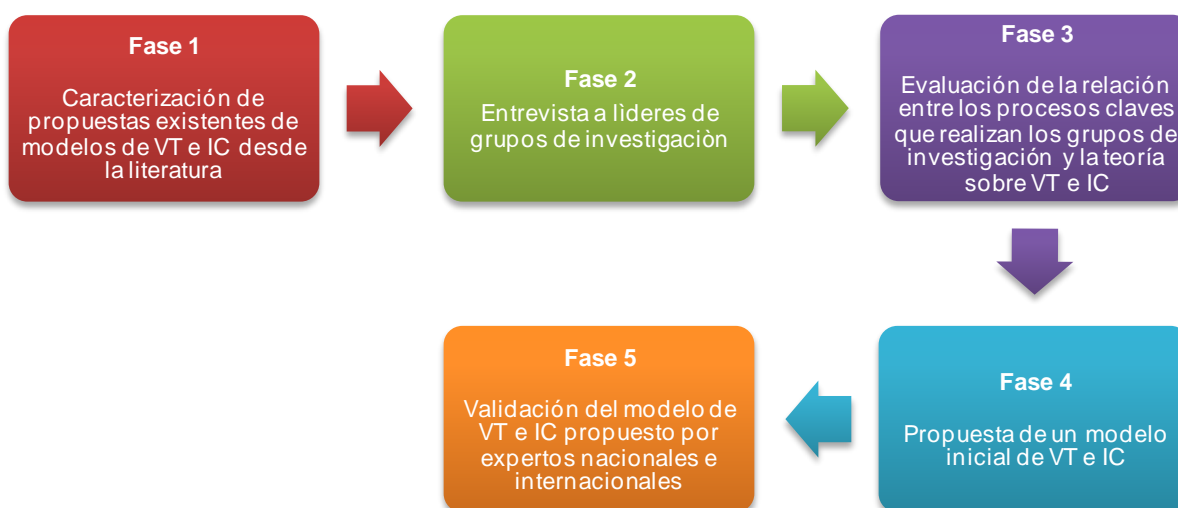 Fase 1
Caracterización de
propuestas existentes de
modelos de VT e IC desde
la literatura
Fase 2
Entrevista a lìderes de
grupos de investigaciòn
Fase 3
Evaluación de la relación
entre los procesos claves
que realizan los grupos de
investigación y la teoría
sobre VT e IC
Fase 4
Propuesta de un modelo
inicial de VT e IC
Fase 5
Validación del modelo de
VT e IC propuesto por
expertos nacionales e
internacionales